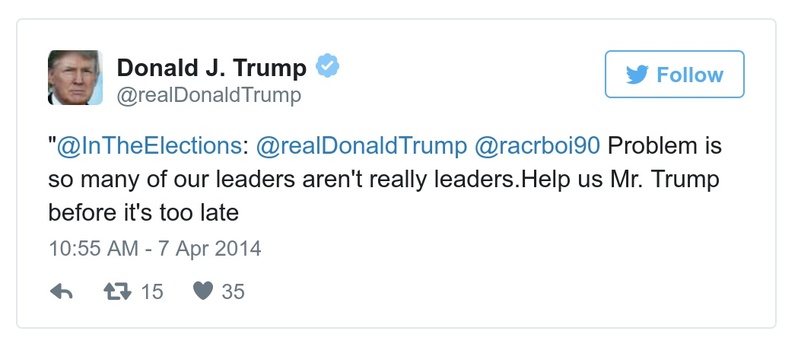 Donald J. Trump
@realDonaldTrump
Follow
"@InTheElections: @realDonaldTrump @racrboi90 Problem is
so many of our leaders aren't really leaders.Help us Mr. Trump
before it's too late
10:55 AM - 7 Apr 2014
15 35